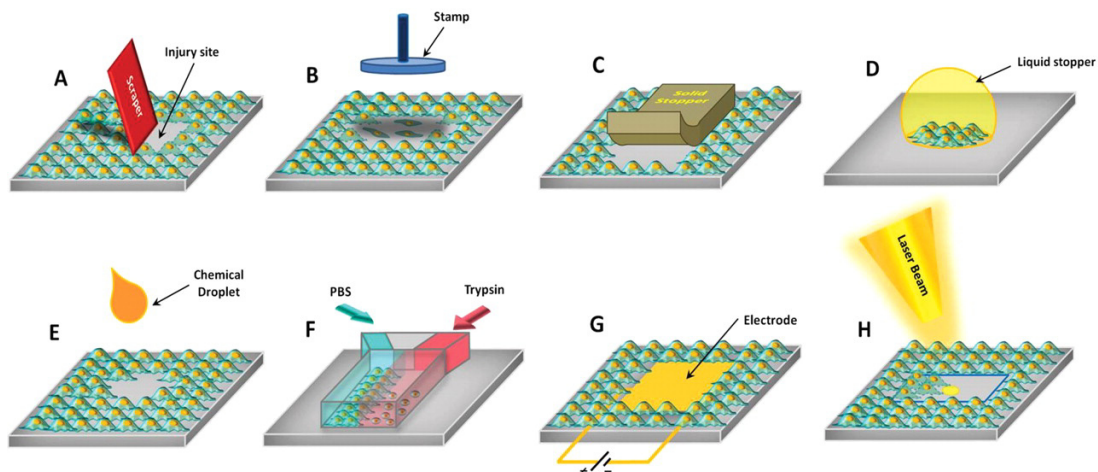 A
Scraper
Injury site
B
Stamp
C
Solid
Stopper
D
Liquid stopper
E
Chemical
Droplet
F
PBS
Trypsin
G
Electrode
H
Laser Beam
+ −